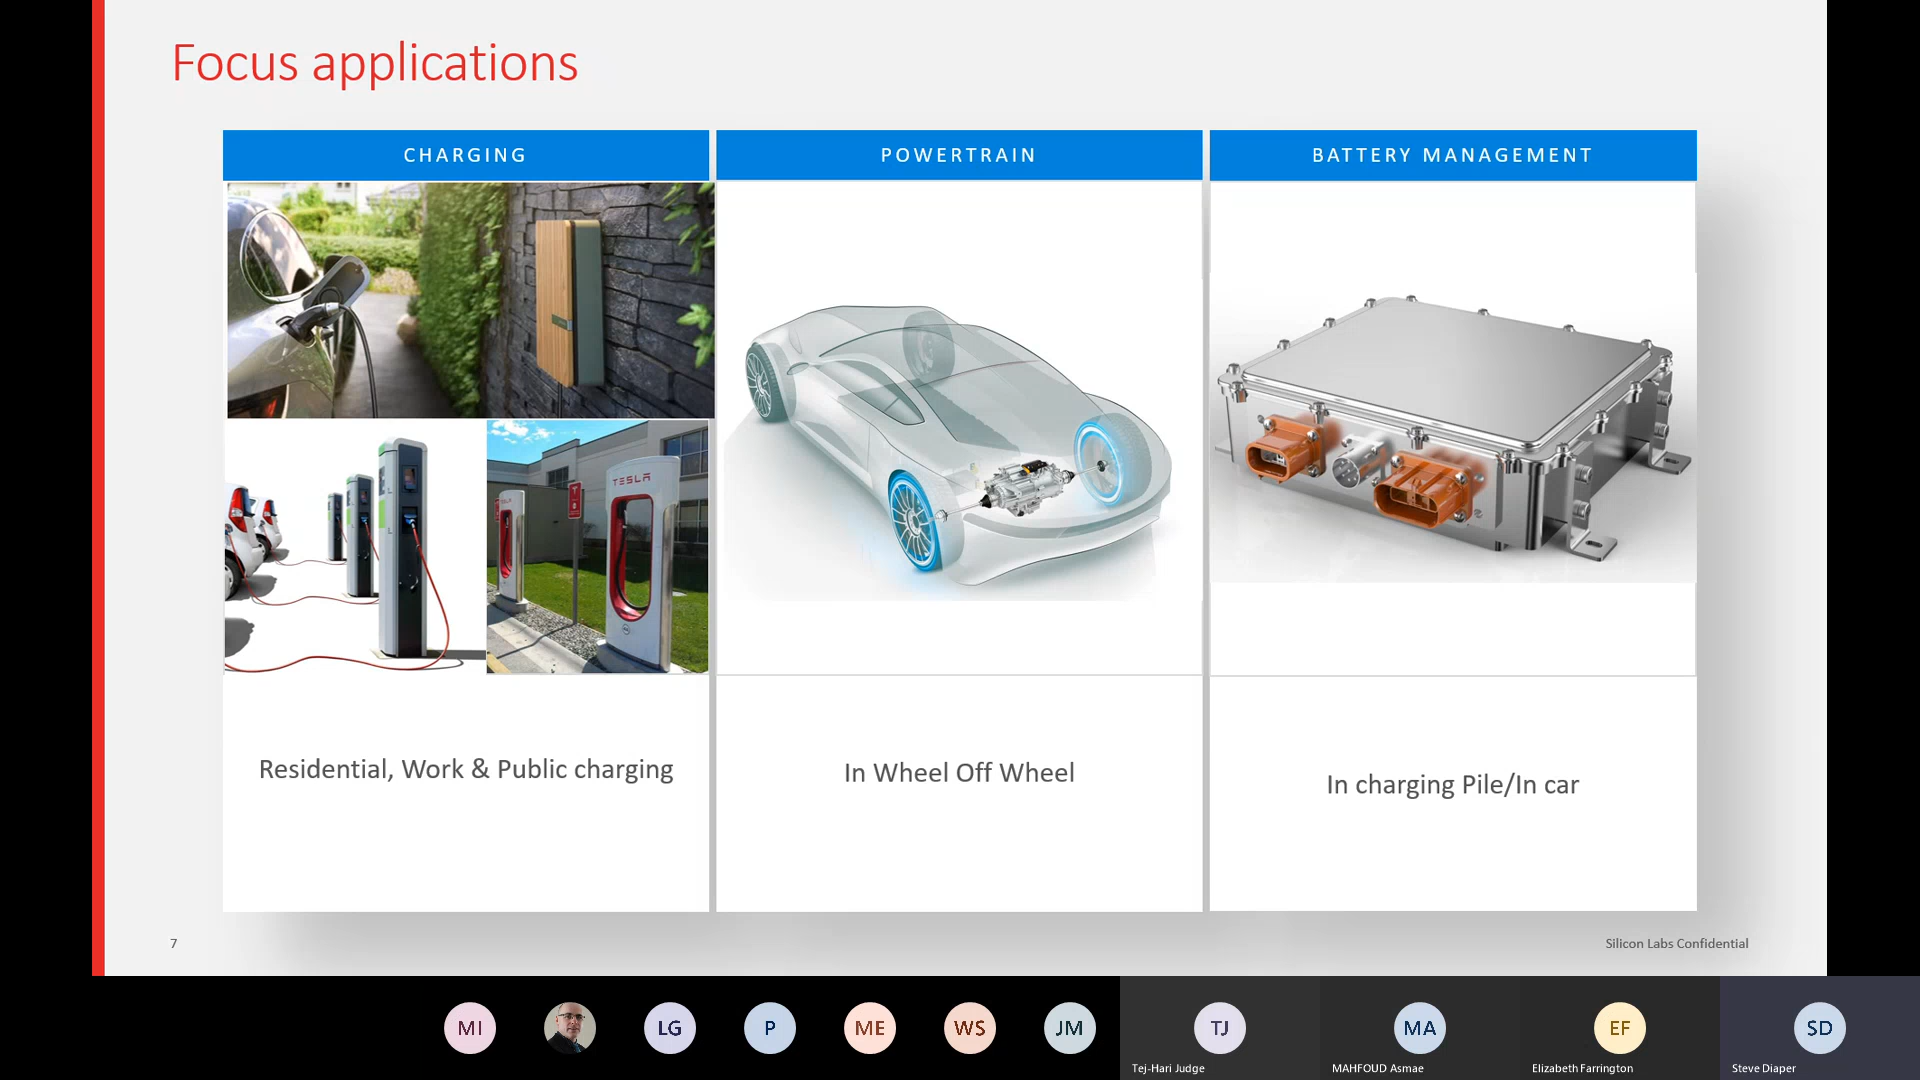 Focus applications
CHARGING
POWERTRAIN
BATTERY MANAGEMENT
TESLA
TESLA
Residential, Work & Public charging
In Wheel Off Wheel
In charging Pile/In car
7
Silicon Labs Confidential
MI
LG
P
ME
WS
JM
TJ
MA
EF
SD
Tej-Hari Judge
MAHFOUD Asmae
Elizabeth Farrington
Steve Diaper